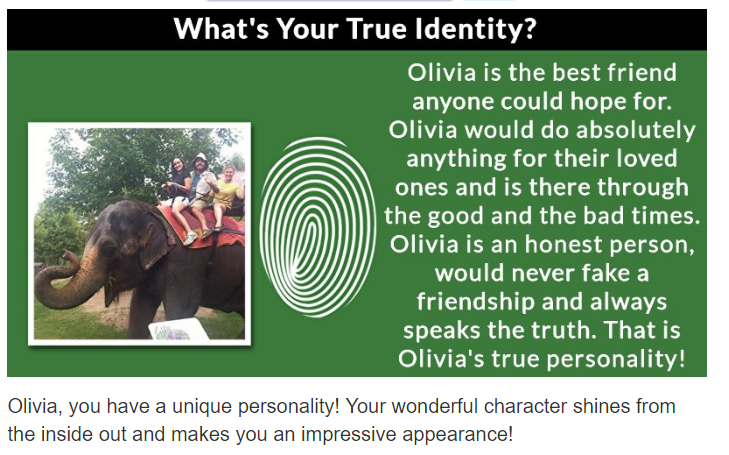 What's Your True Identity?
Olivia is the best friend
anyone could hope for.
Olivia would do absolutely
anything for their loved
ones and is there through
the good and the bad times.
Olivia is an honest person,
would never fake a
friendship and always
speaks the truth. That is
Olivia's true personality!
Olivia, you have a unique personality! Your wonderful character shines from
the inside out and makes you an impressive appearance!